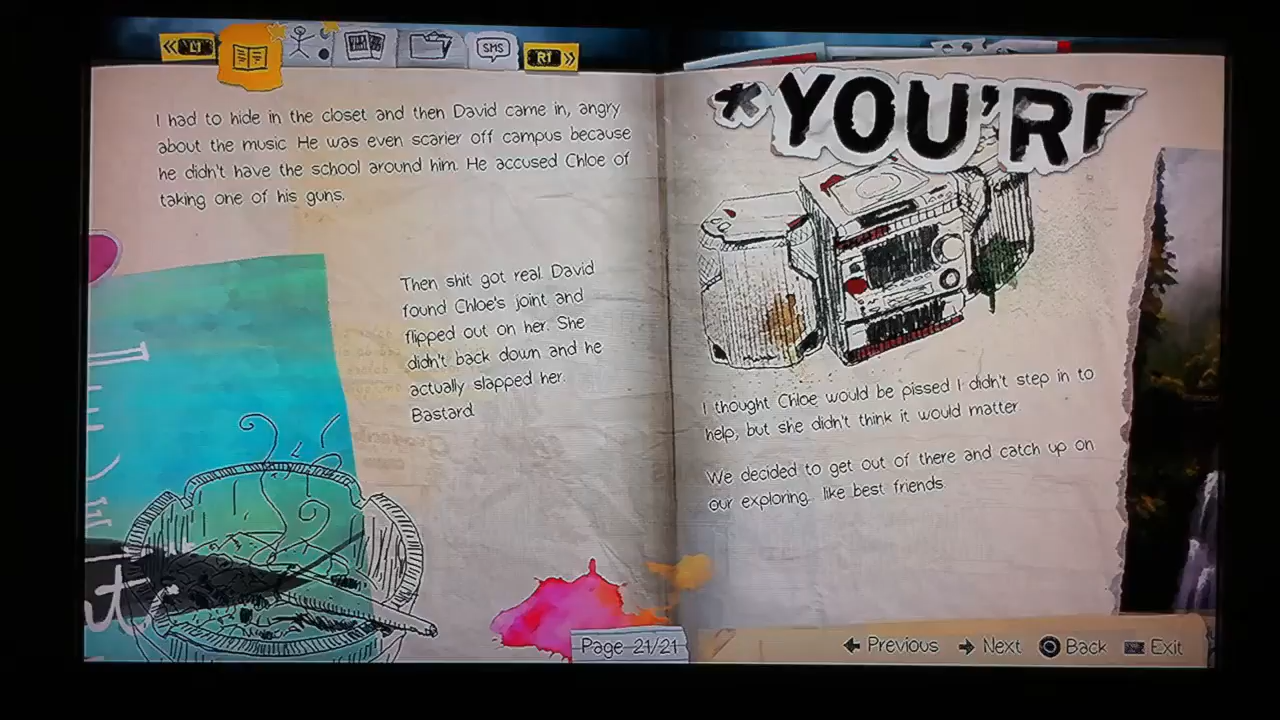 L1
SMS
R1
I had to hide in the closet and then David came in, angry
about the music. He was even scarier off campus because
he didn't have the school around him. He accused Chloe of
taking one of his guns.
Then shit got real. David
found Chloe's joint and
flipped out on her. She
didn't back down and he
actually slapped her.
Bastard.
*YOU'RE
I thought Chloe would be pissed I didn't step in to
help, but she didn't think it would matter.
We decided to get out of there and catch up on
our exploring... like best friends.
Page 21/21
Previous Next Back Exit